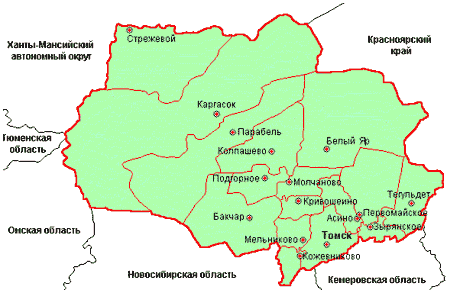 Ханты-Мансийский
автономный округ
Стрежевой
Красноярский
край
Каргасок
Парабель
Тюменская
область
Колпашево
Белый Яр
Подгорное
Молчаново
Тегульдет
Кривошеино
Бакчар
Асино
Первомайское
Зырянское
Омская область
Мельниково
Томск
Кожевниково
Новосибирская область
Кемеровская область